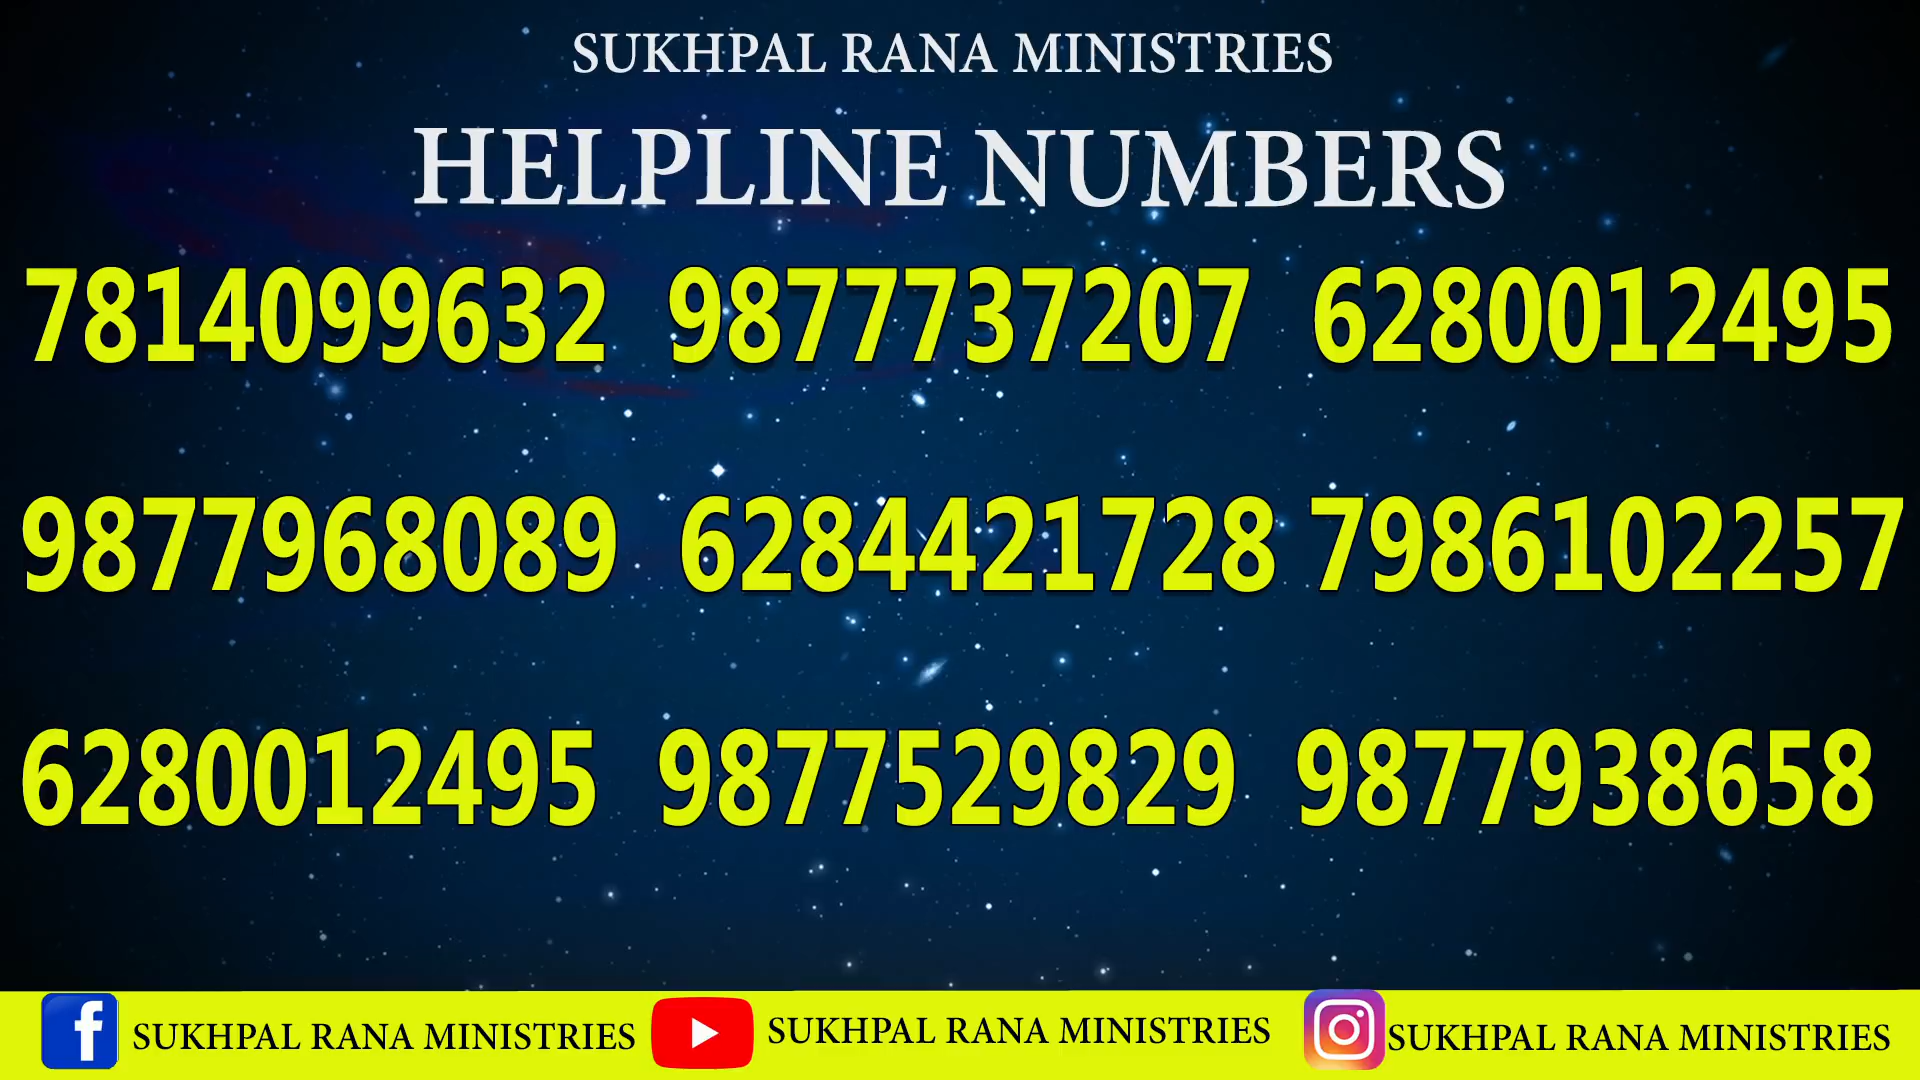 SUKHPAL RANA MINISTRIES
HELPLINE NUMBERS
7814099632 9877737207 6280012495
9877968089 6284421728 7986102257
6280012495 9877529829 9877938658
SUKHPAL RANA MINISTRIES SUKHPAL RANA MINISTRIES SUKHPAL RANA MINISTRIES